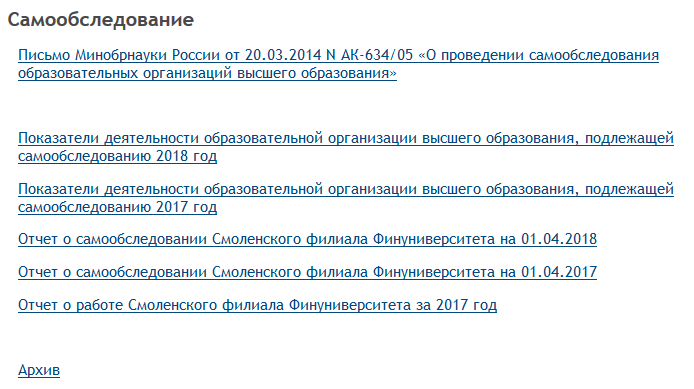 Самообследование
Письмо Минобрнауки России от 20.03.2014 N АК-634/05 «О проведении самообследования
образовательных организаций высшего образования»
Показатели деятельности образовательной организации высшего образования, подлежащей
самообследованию 2018 год
Показатели деятельности образовательной организации высшего образования, подлежащей
самообследованию 2017 год
Отчет о самообследовании Смоленского филиала Финуниверситета на 01.04.2018
Отчет о самообследовании Смоленского филиала Финуниверситета на 01.04.2017
Отчет о работе Смоленского филиала Финуниверситета за 2017 год
Архив